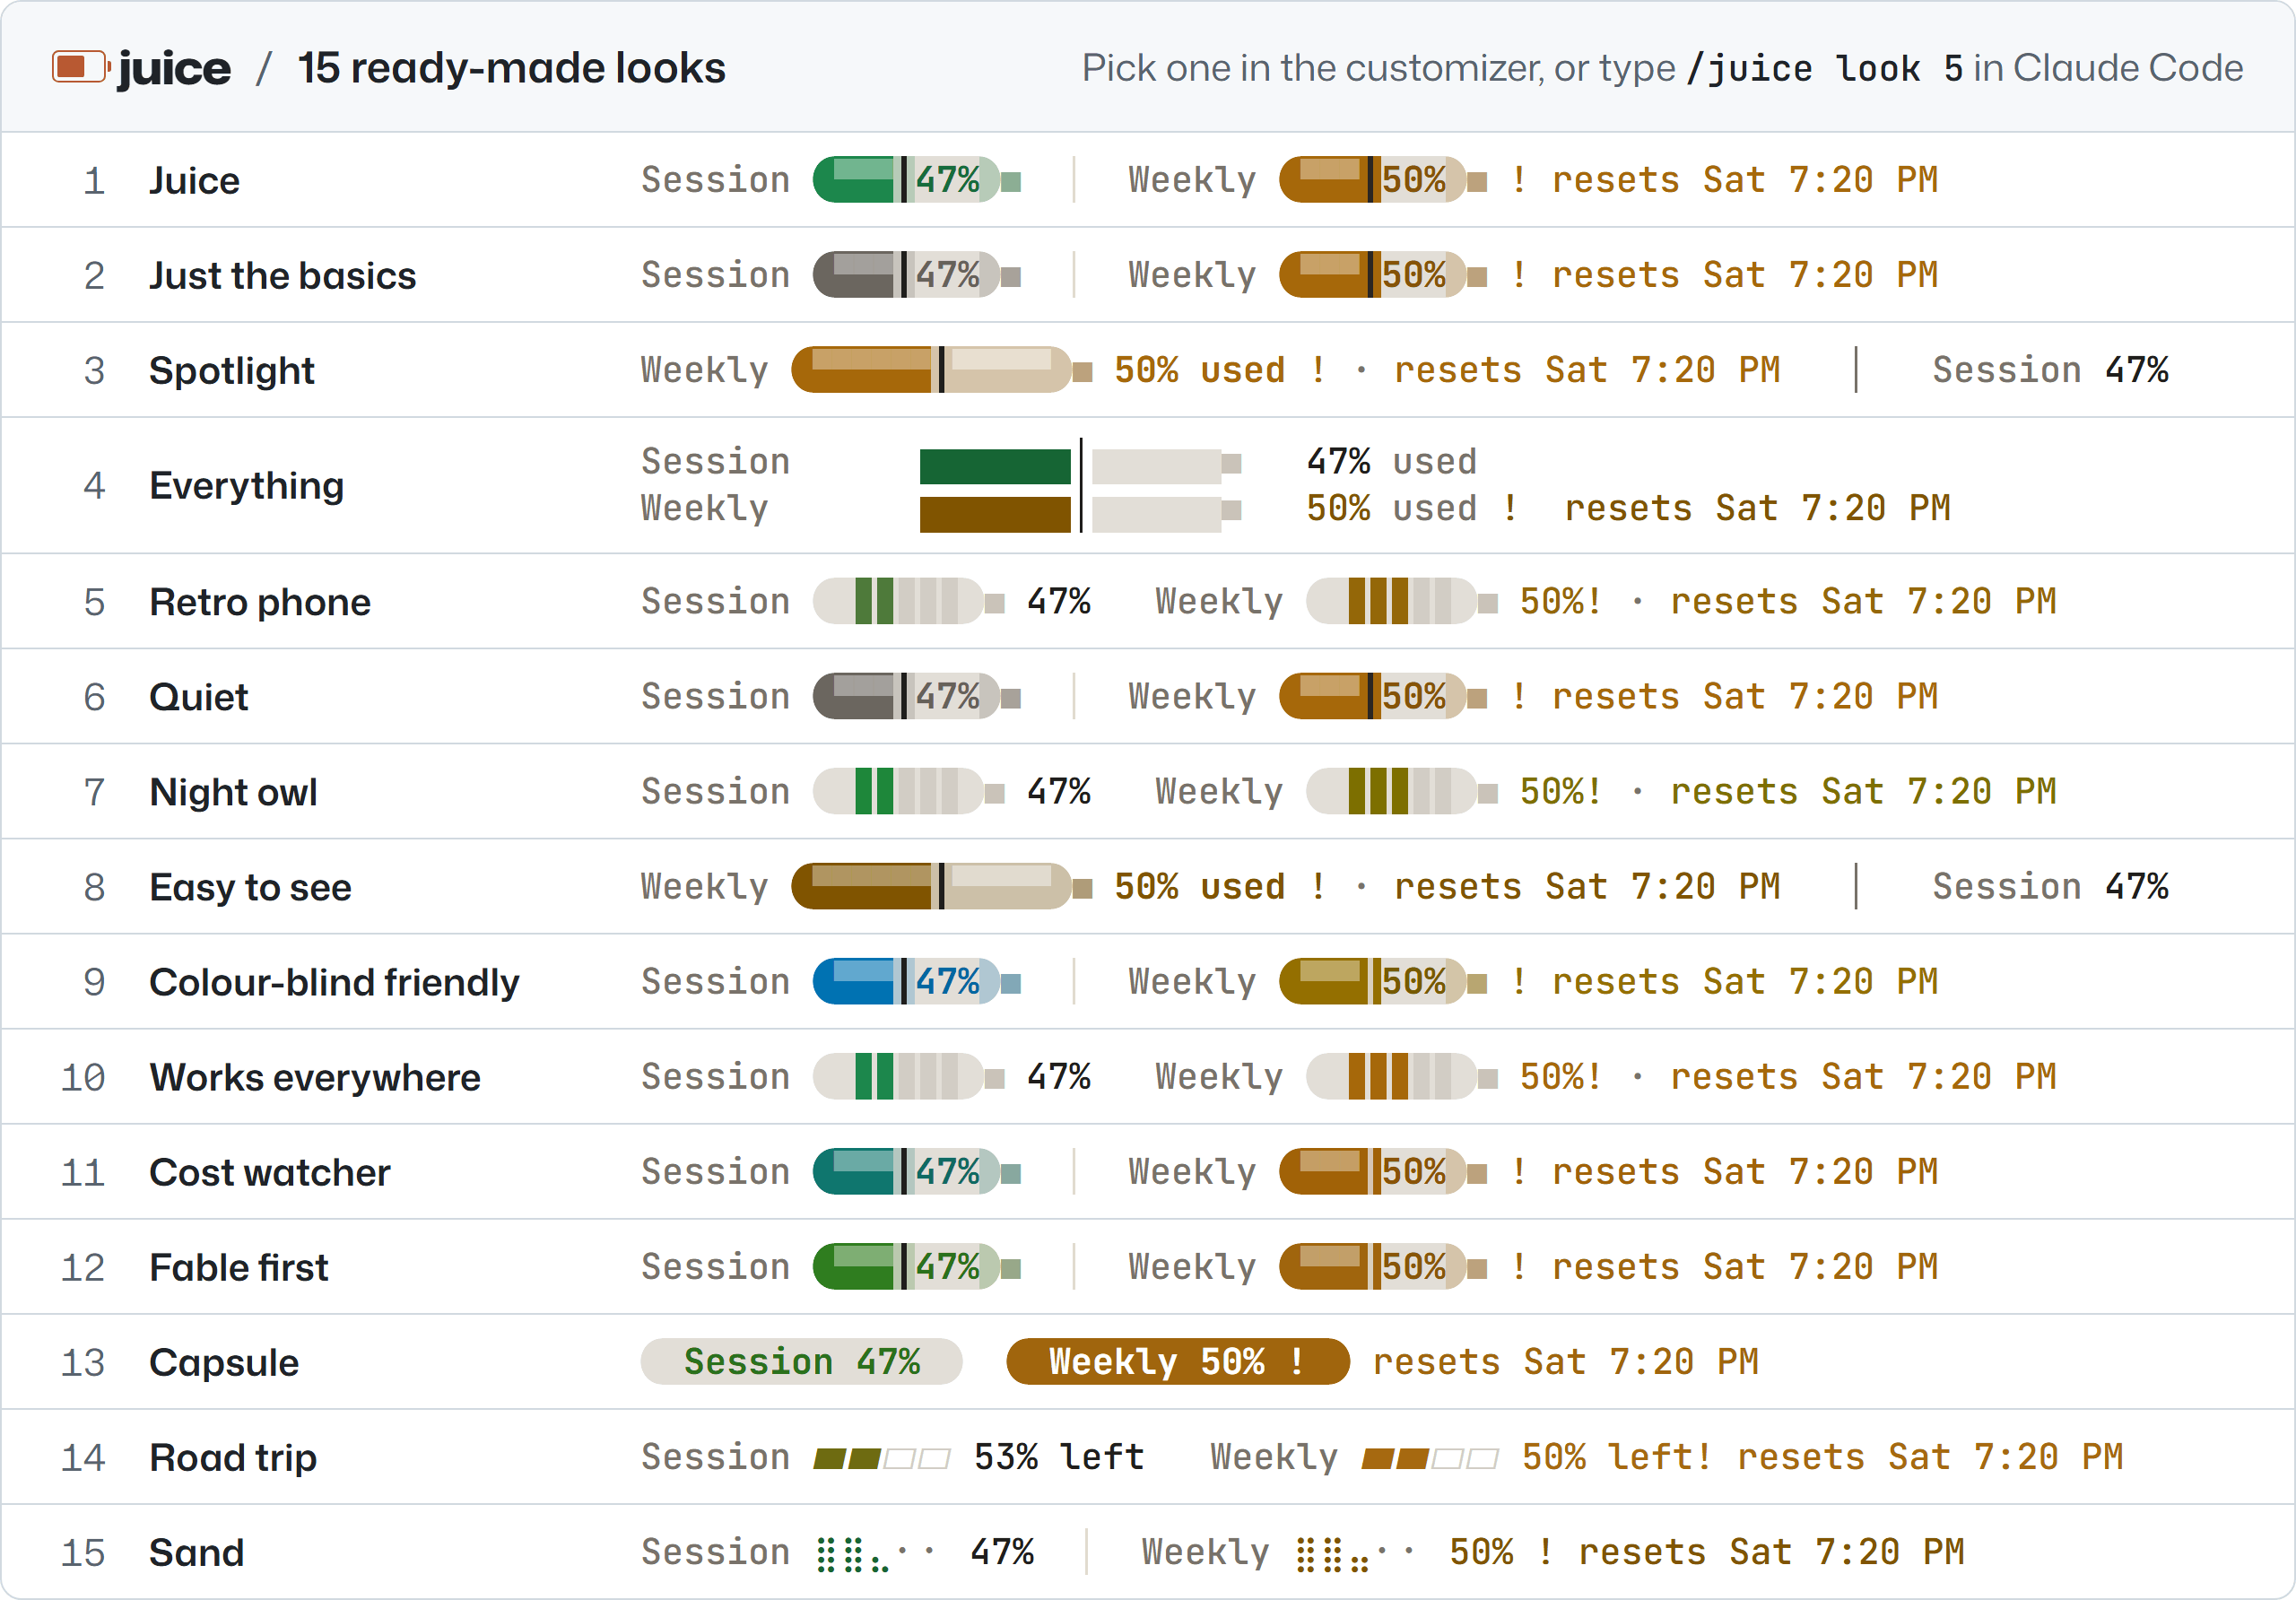 juice / 15 ready-made looks Pick one in the customizer, or type /juice look 5 in Claude Code
1 Juice Session 47% Weekly 50% ! resets Sat 7:20 PM
2 Just the basics Session 47% Weekly 50% ! resets Sat 7:20 PM
3 Spotlight Weekly 50% used ! · resets Sat 7:20 PM Session 47%
4 Everything Session 47% used
Weekly 50% used ! resets Sat 7:20 PM
5 Retro phone Session 47% Weekly 50%! · resets Sat 7:20 PM
6 Quiet Session 47% Weekly 50% ! resets Sat 7:20 PM
7 Night owl Session 47% Weekly 50%! · resets Sat 7:20 PM
8 Easy to see Weekly 50% used ! · resets Sat 7:20 PM Session 47%
9 Colour-blind friendly Session 47% Weekly 50% ! resets Sat 7:20 PM
10 Works everywhere Session 47% Weekly 50%! · resets Sat 7:20 PM
11 Cost watcher Session 47% Weekly 50% ! resets Sat 7:20 PM
12 Fable first Session 47% Weekly 50% ! resets Sat 7:20 PM
13 Capsule Session 47% Weekly 50% ! resets Sat 7:20 PM
14 Road trip Session 53% left Weekly 50% left! resets Sat 7:20 PM
15 Sand Session 47% Weekly 50% ! resets Sat 7:20 PM